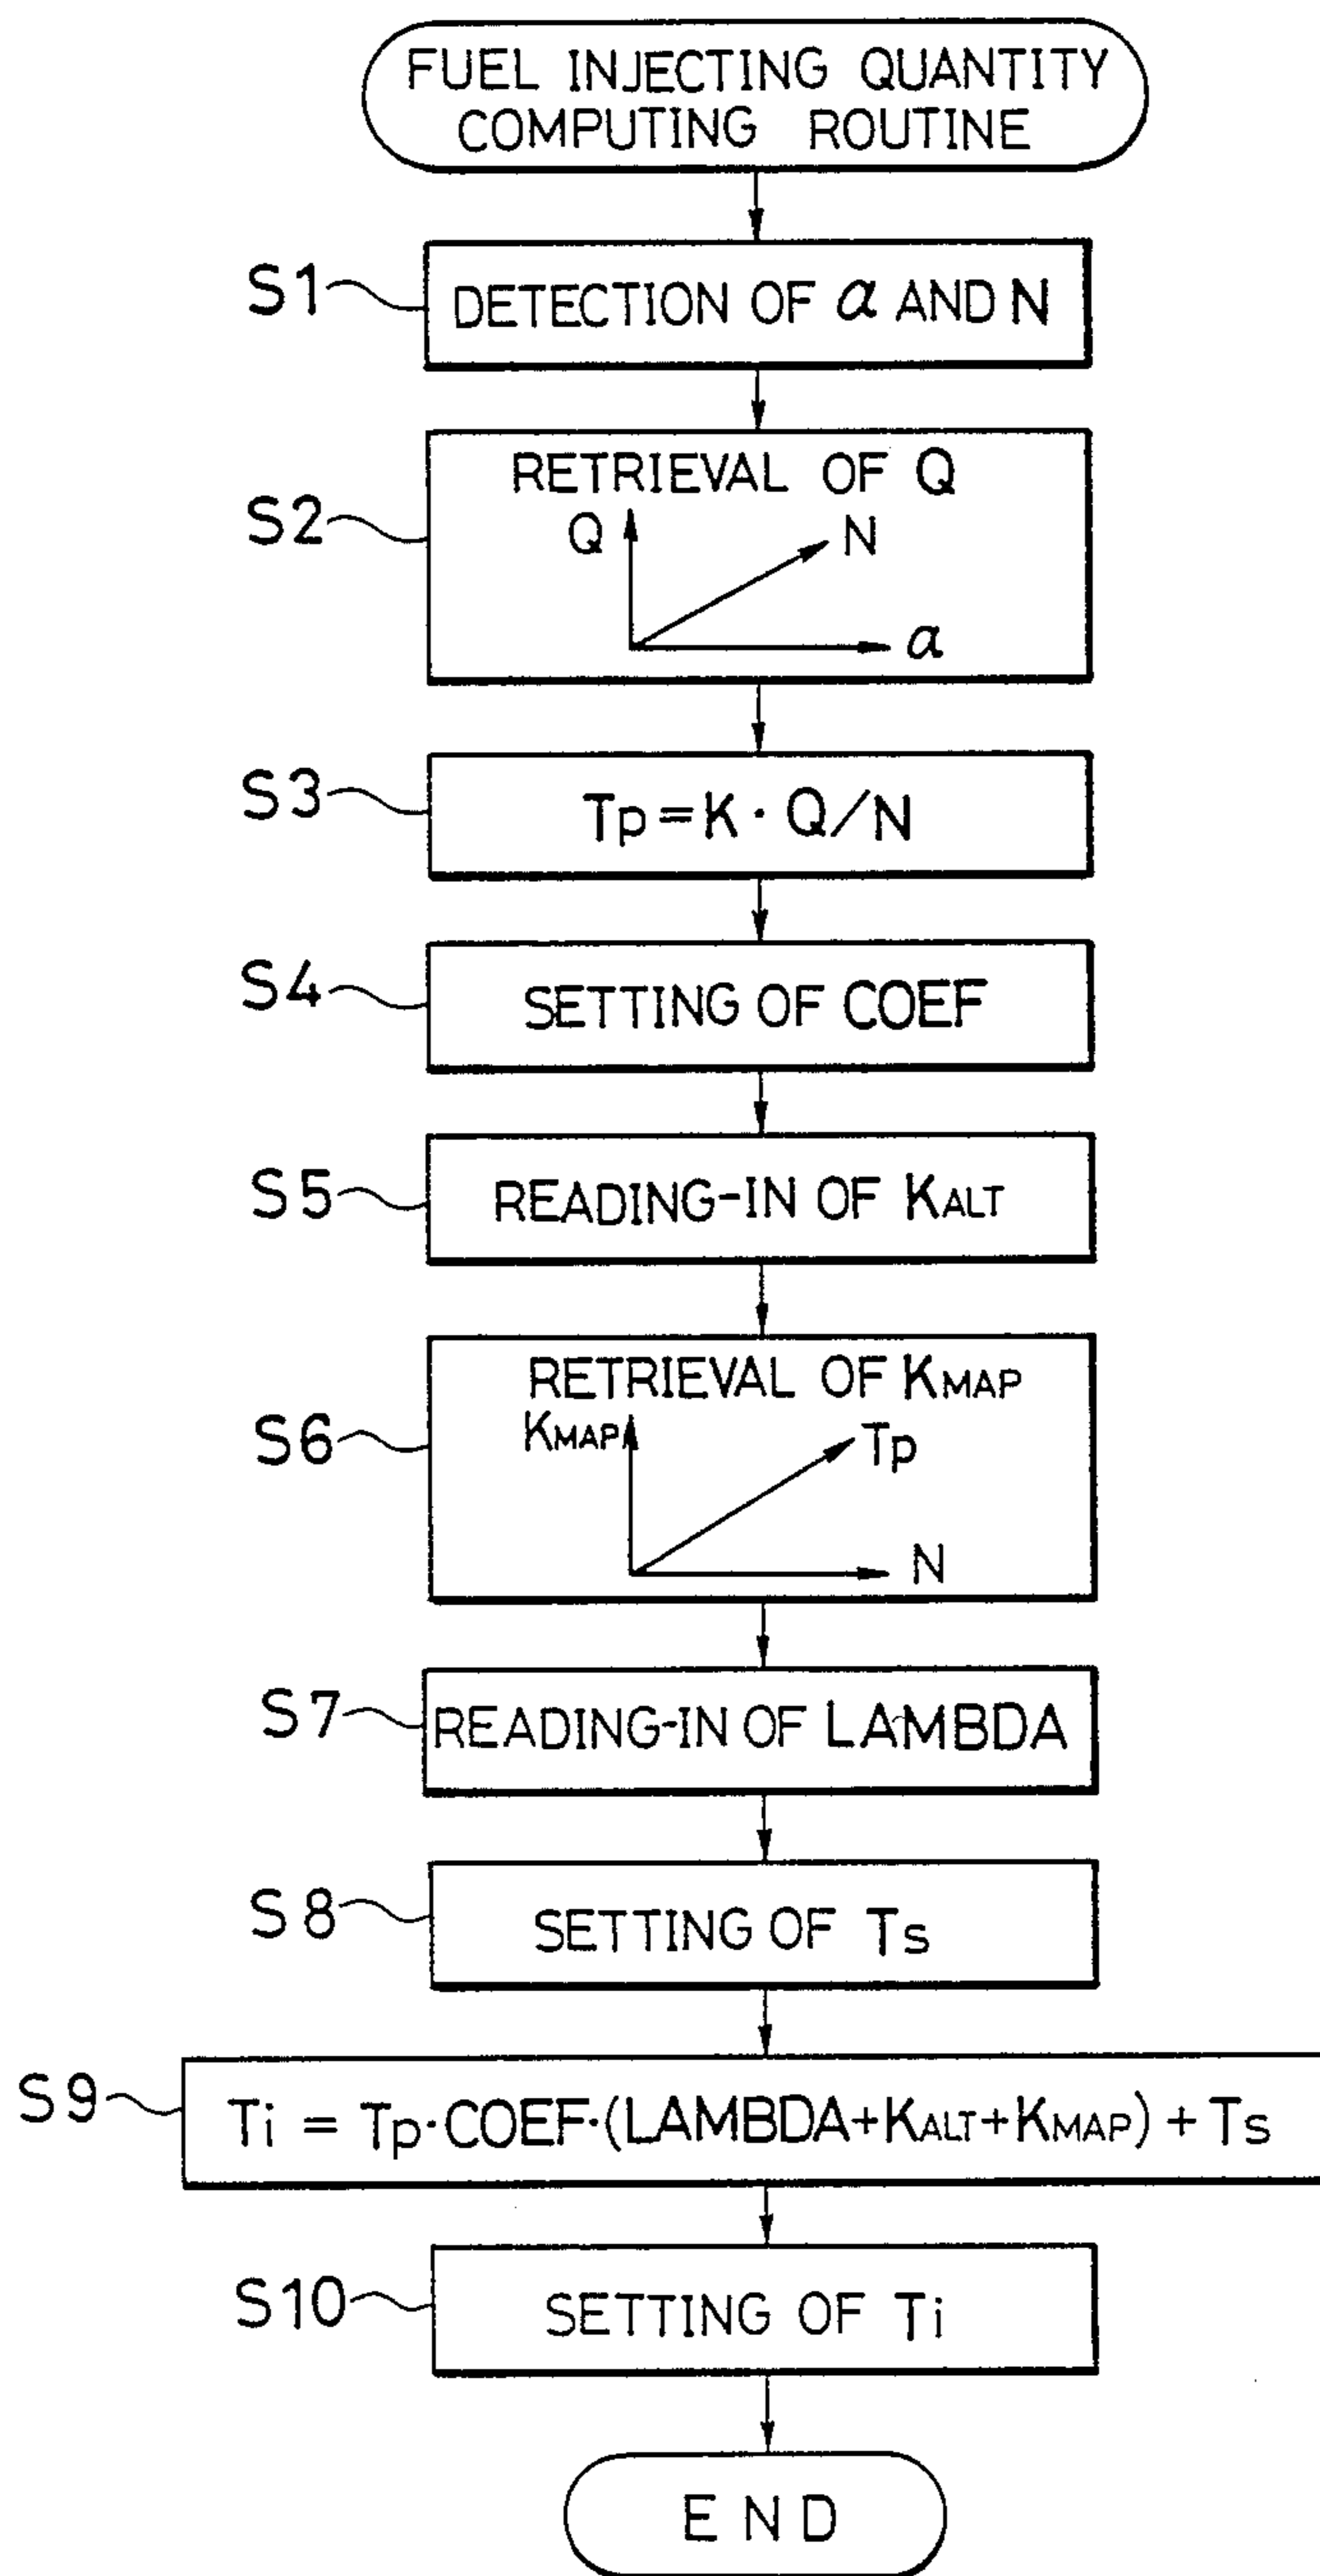 FUEL INJECTING QUANTITY
COMPUTING ROUTINE
S1
DETECTION OF α AND N
S2
RETRIEVAL OF Q
Q
N
α
S3
Tp=K·Q/N
S4
SETTING OF COEF
S5
READING-IN OF KALT
S6
RETRIEVAL OF KMAP
KMAP
Tp
N
S7
READING-IN OF LAMBDA
S8
SETTING OF Ts
S9
Ti = Tp·COEF·(LAMBDA+KALT+KMAP)+Ts
S10
SETTING OF Ti
END